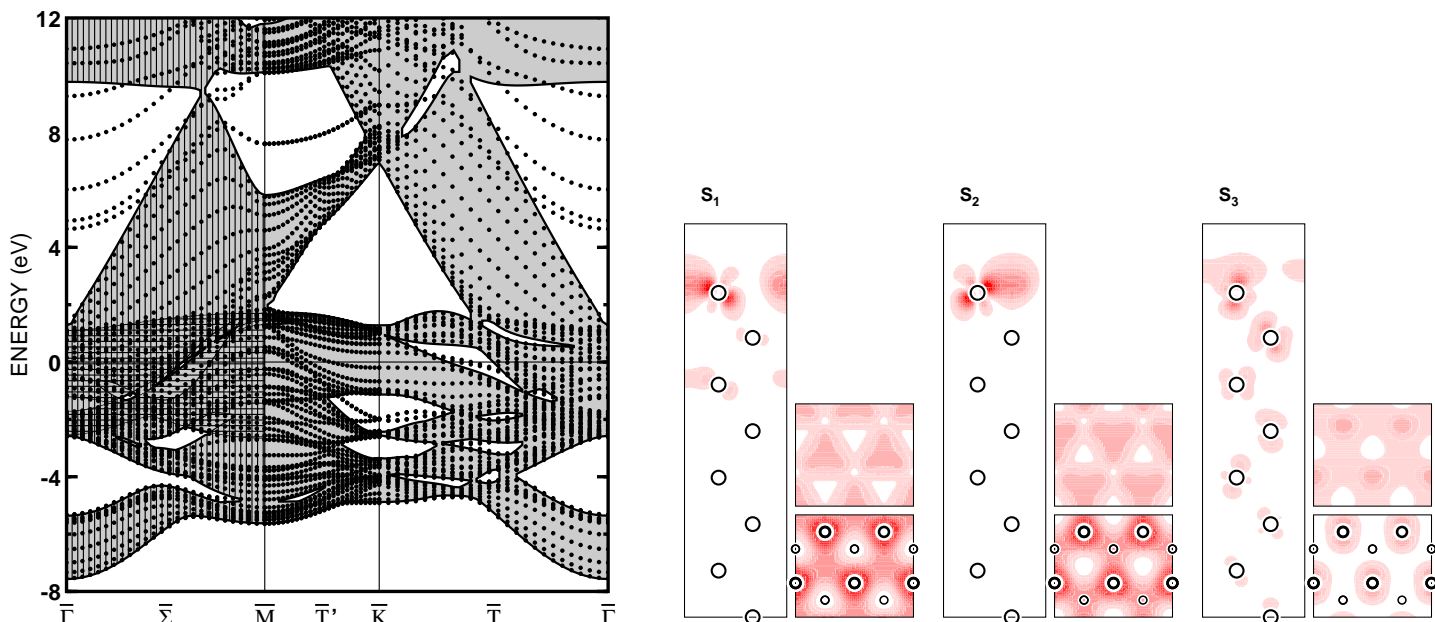 12
8
4
0
-4
-8
ENERGY (eV)
Γ̅ Σ̅ M̅ T̅’ K̅ T̅ Γ̅
S₁ S₂ S₃